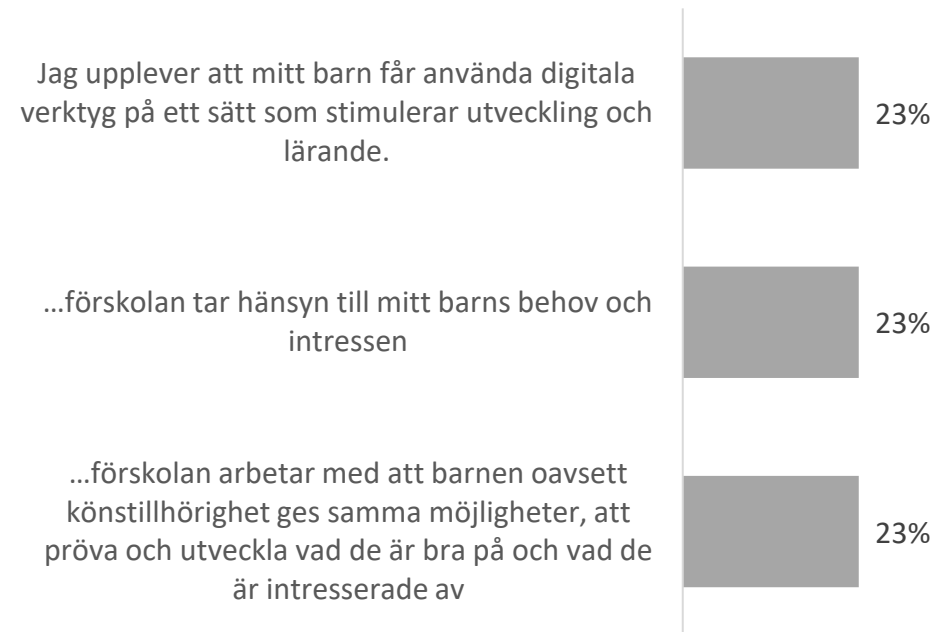 Jag upplever att mitt barn får använda digitala
verktyg på ett sätt som stimulerar utveckling och
lärande.
23%
…förskolan tar hänsyn till mitt barns behov och
intressen
23%
…förskolan arbetar med att barnen oavsett
könstillhörighet ges samma möjligheter, att
pröva och utveckla vad de är bra på och vad de
är intresserade av
23%